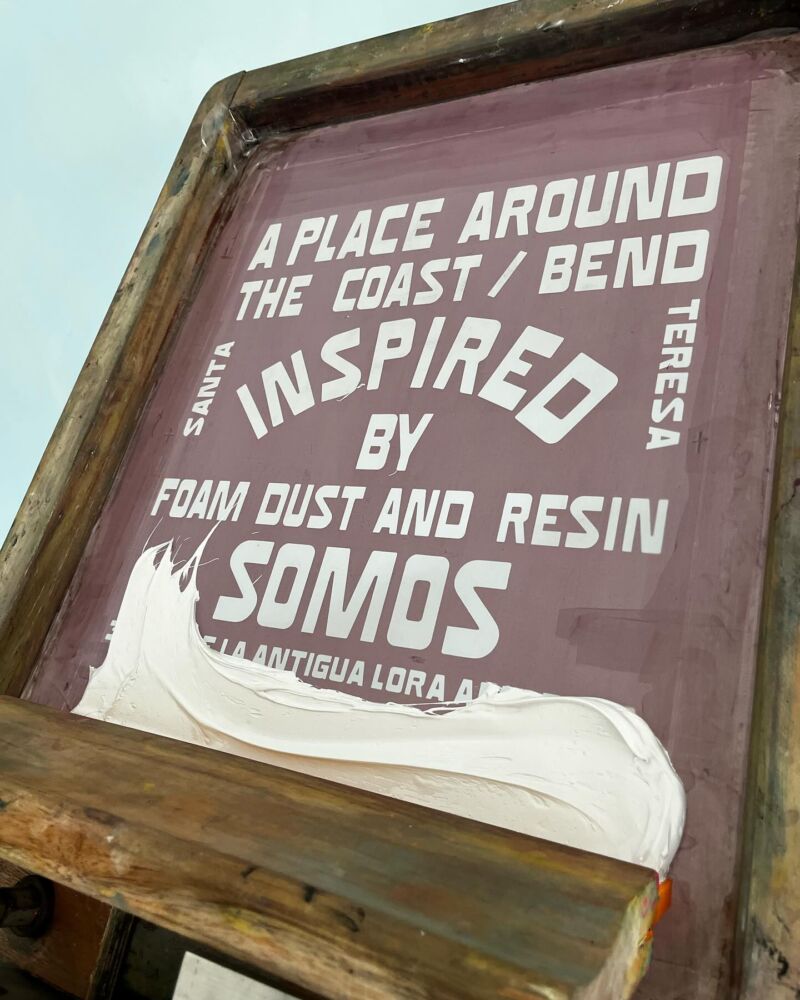 A PLACE AROUND
THE COAST / BEND
SANTA
INSPIRED
TERESA
BY
FOAM DUST AND RESIN
SOMOS
LA ANTIGUA LORA